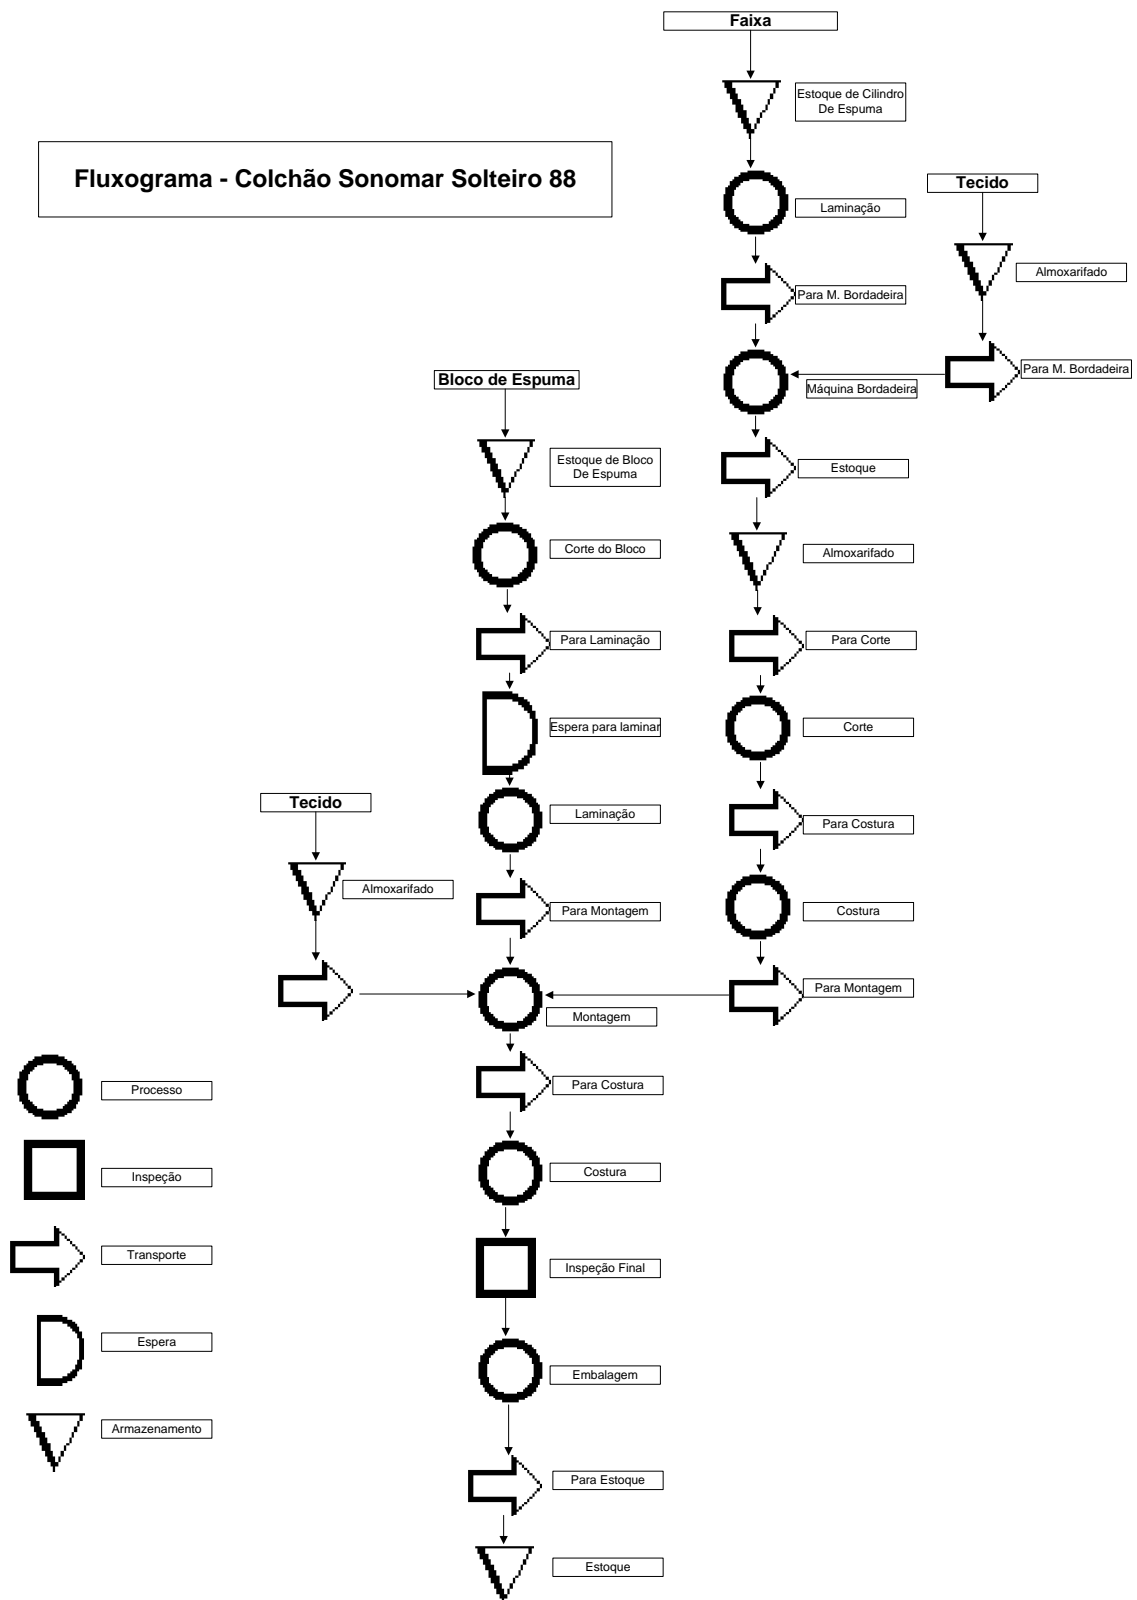 Faixa
Estoque de Cilindro
De Espuma
Fluxograma - Colchão Sonomar Solteiro 88
Laminação
Tecido
Almoxarifado
Para M. Bordadeira
Para M. Bordadeira
Máquina Bordadeira
Bloco de Espuma
Estoque de Bloco
De Espuma
Estoque
Corte do Bloco
Almoxarifado
Para Laminação
Para Corte
Espera para laminar
Corte
Tecido
Laminação
Para Costura
Almoxarifado
Para Montagem
Costura
Para Montagem
Montagem
Para Costura
Processo
Costura
Inspeção
Transporte
Inspeção Final
Espera
Embalagem
Armazenamento
Para Estoque
Estoque